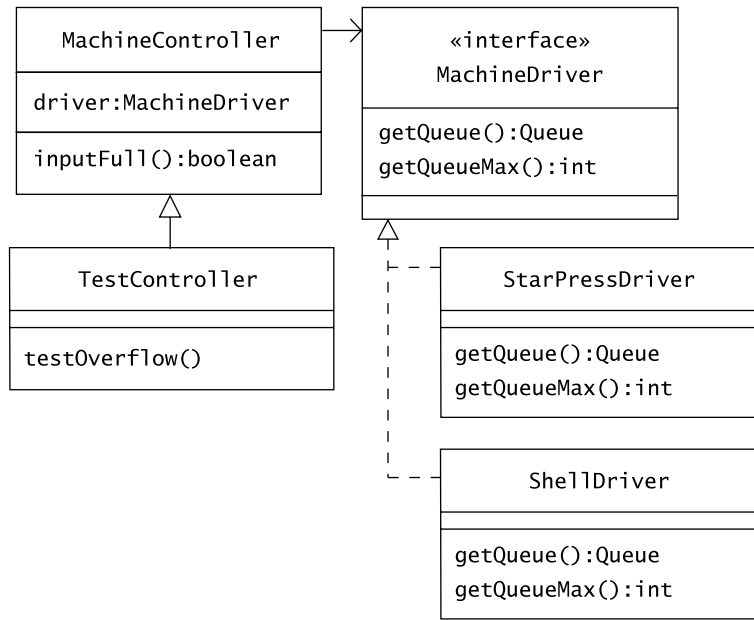 MachineController
driver:MachineDriver
inputFull():boolean
«interface»
MachineDriver
getQueue():Queue
getQueueMax():int
TestController
testOverflow()
StarPressDriver
getQueue():Queue
getQueueMax():int
ShellDriver
getQueue():Queue
getQueueMax():int